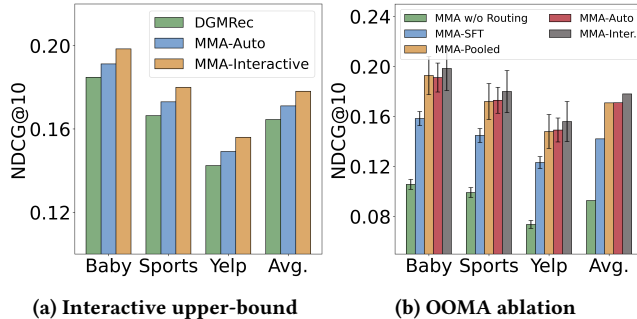 NDCG@10
0.20
0.16
0.12
DGMRec
MMA-Auto
MMA-Interactive
Baby Sports Yelp Avg.
(a) Interactive upper-bound
NDCG@10
0.24
0.20
0.16
0.12
0.08
MMA w/o Routing
MMA-SFT
MMA-Pooled
MMA-Auto
MMA-Inter.
Baby Sports Yelp Avg.
(b) OOMA ablation